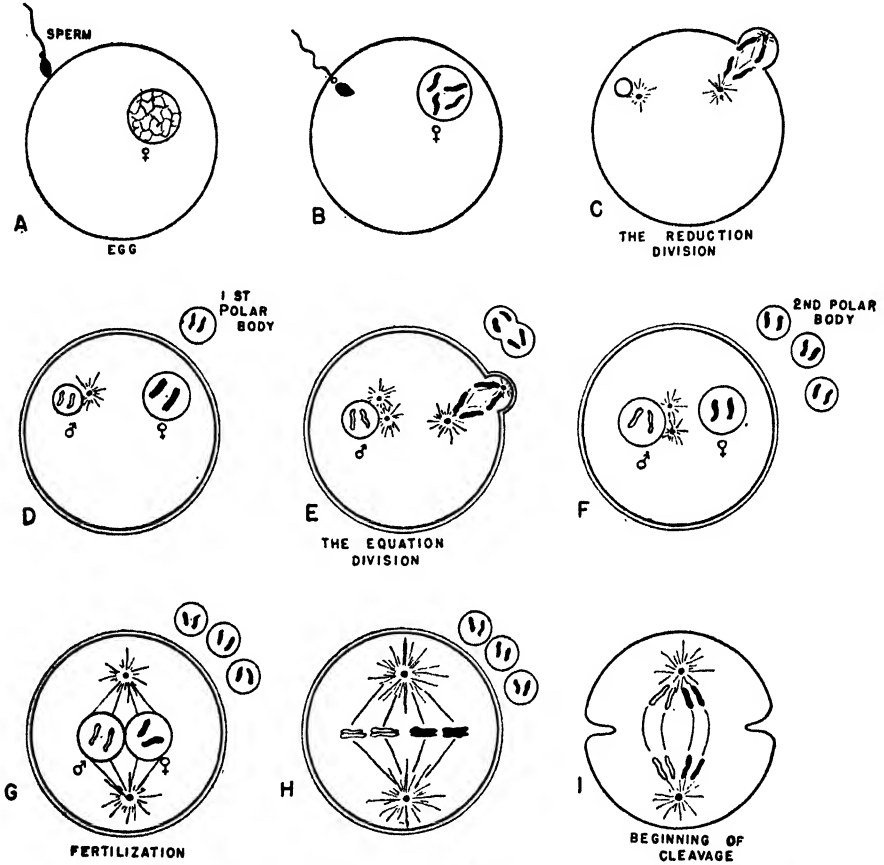 SPERM
♀
A
EGG
♀
B
C
THE REDUCTION
DIVISION
1 ST
POLAR
BODY
♂
♀
D
♂
E
THE EQUATION
DIVISION
2ND POLAR
BODY
♂
♀
F
♂
♀
G
FERTILIZATION
H
I
BEGINNING OF
CLEAVAGE